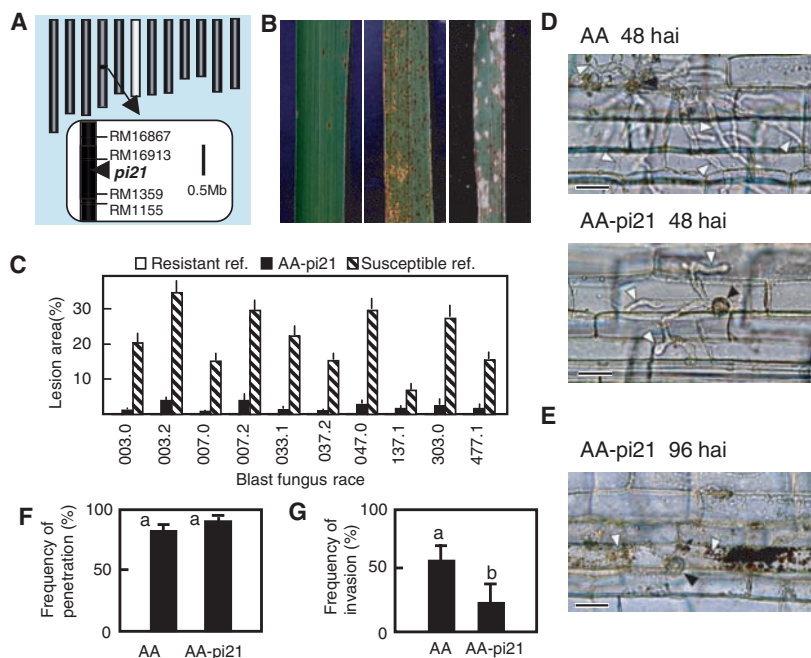 A
RM16867
RM16913
pi21
RM1359
RM1155
0.5Mb
B
C
Resistant ref. AA-pi21 Susceptible ref.
Lesion area(%)
30
20
10
003.0 003.2 007.0 007.2 033.1 037.2 047.0 137.1 303.0 477.1
Blast fungus race
D
AA 48 hai
AA-pi21 48 hai
E
AA-pi21 96 hai
F
Frequency of
penetration (%)
100
50
0
a a
AA AA-pi21
G
Frequency of
invasion (%)
100
50
0
a
b
AA AA-pi21